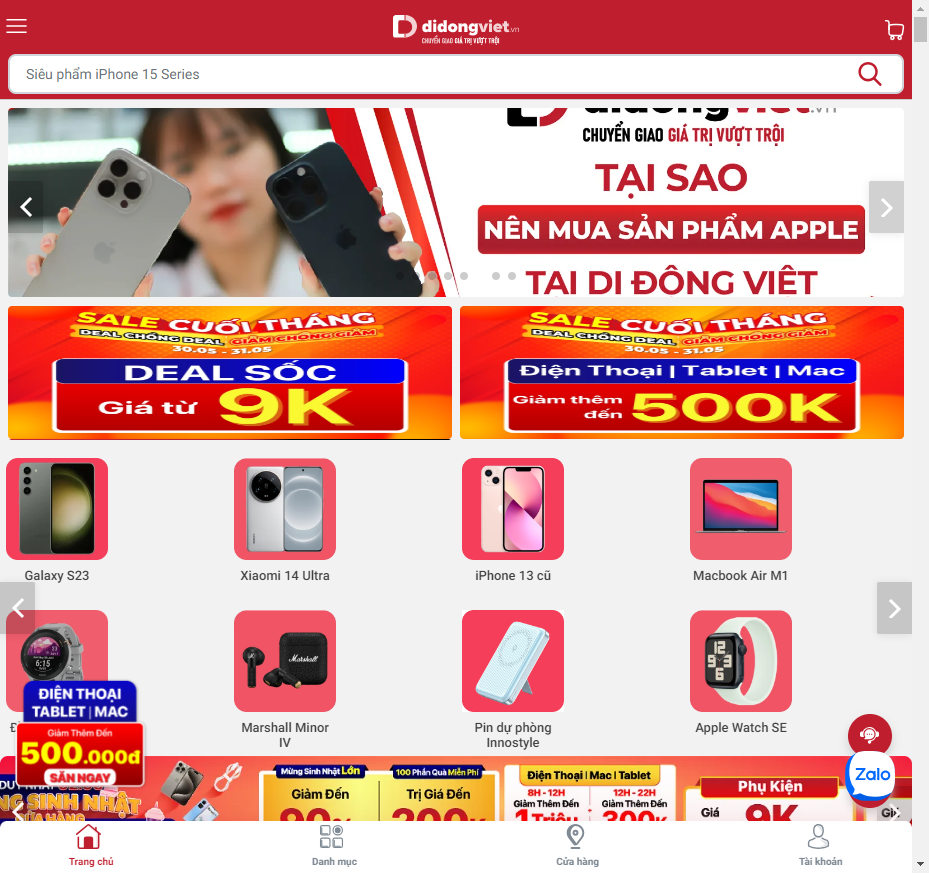 didongviet.vn
CHUYỂN GIAO GIÁ TRỊ VƯỢT TRỘI
Siêu phẩm iPhone 15 Series
didongviet.vn
CHUYỂN GIAO GIÁ TRỊ VƯỢT TRỘI
TẠI SAO
NÊN MUA SẢN PHẨM APPLE
TẠI DI ĐỘNG VIỆT
SALE CUỐI THÁNG
DEAL CHỒNG DEAL GIẢM CHỒNG GIẢM
30.05 - 31.05
DEAL SỐC
Giá từ 9K
SALE CUỐI THÁNG
DEAL CHỒNG DEAL GIẢM CHỒNG GIẢM
30.05 - 31.05
Điện Thoại | Tablet | Mac
Giảm thêm
đến 500K
Galaxy S23
Xiaomi 14 Ultra
iPhone 13 cũ
Macbook Air M1
6:15
Marshall
Marshall Minor
IV
Pin dự phòng
Innostyle
Apple Watch SE
ĐIỆN THOẠI
TABLET | MAC
Giảm Thêm Đến
500.000đ
SĂN NGAY
Zalo
SINH NHẬT
Mừng Sinh Nhật Lớn
Giảm Đến
90%
100 Phần Quà Miễn Phí
Trị Giá Đến
200K
Điện Thoại | Mac | Tablet
8H - 12H
Giảm Thêm Đến
1 Triệu
12H - 22H
Giảm Thêm Đến
300K
Phụ Kiện
Giá 9K
Trang chủ
Danh mục
Cửa hàng
Tài khoản